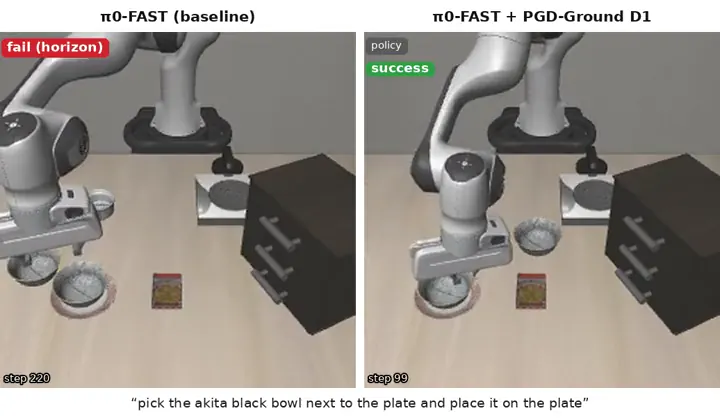 π0-FAST (baseline)
π0-FAST + PGD-Ground D1
fail (horizon)
policy
success
step 220
step 99
“pick the akita black bowl next to the plate and place it on the plate”